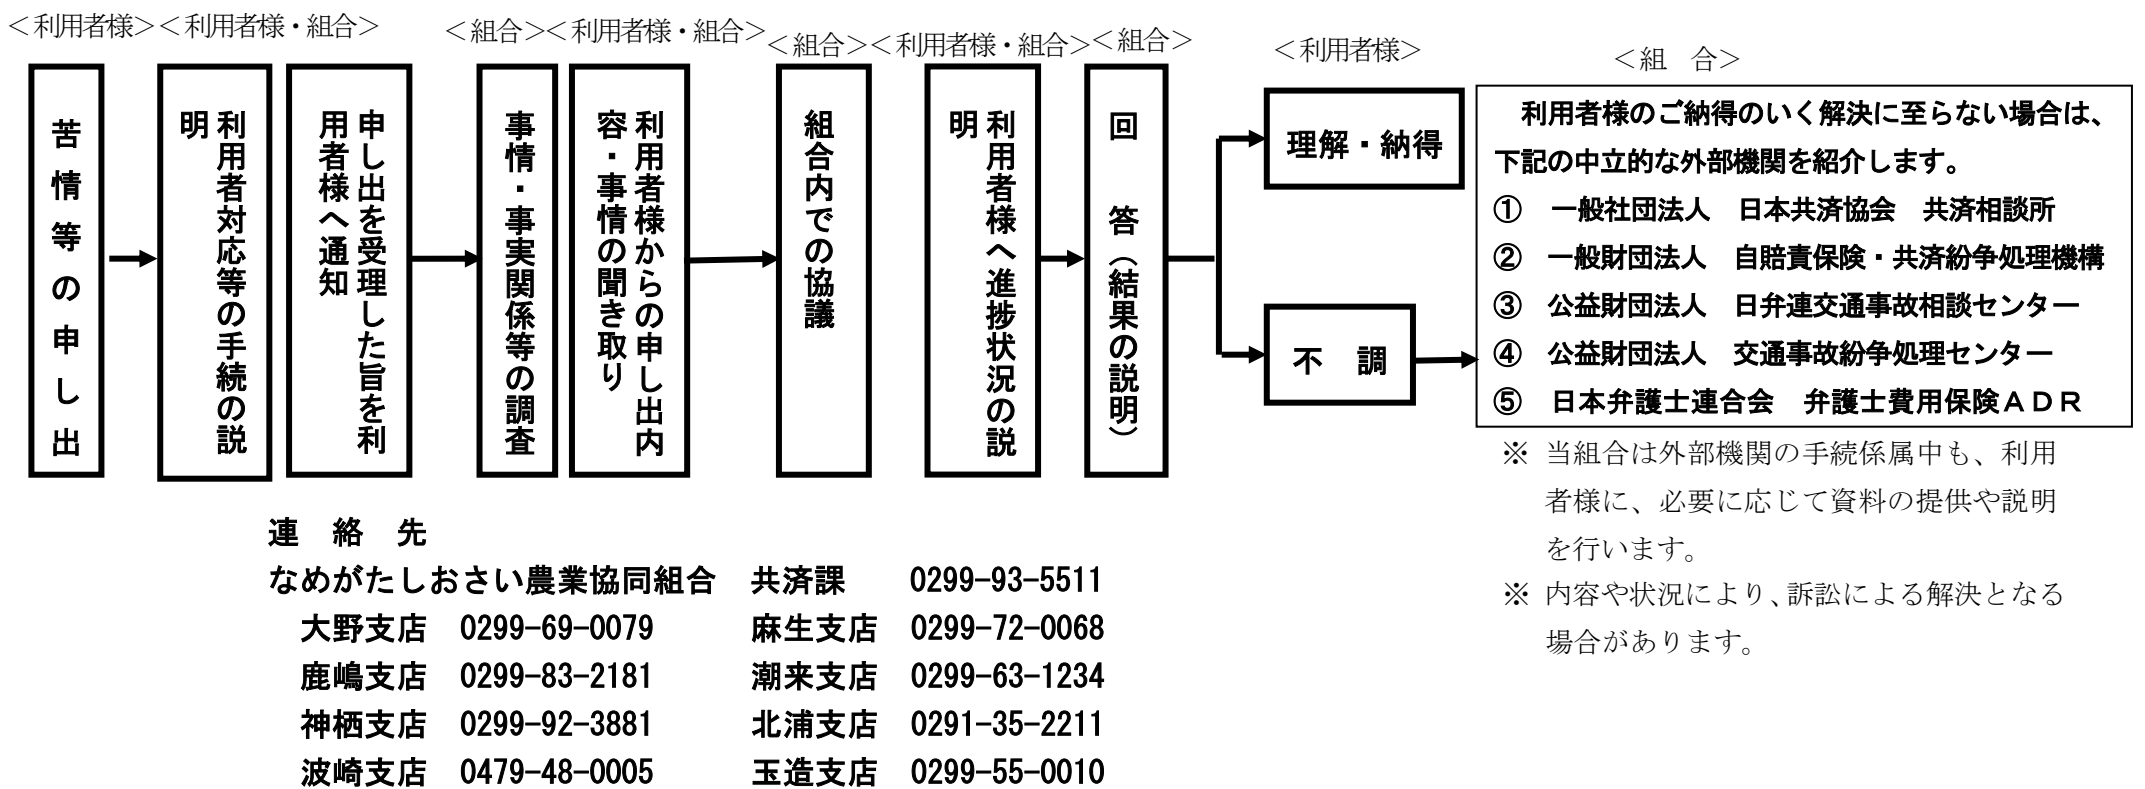 ＜利用者様＞＜利用者様・組合＞
＜組合＞＜利用者様・組合＞
＜組合＞＜利用者様・組合＞＜組合＞
＜利用者様＞
＜組　合＞
苦情等の申し出
利用者対応等の手続の説
明
申し出を受理した旨を利
用者様へ通知
事情・事実関係等の調査
利用者様からの申し出内
容・事情の聞き取り
組合内での協議
利用者様へ進捗状況の説
明
回　答（結果の説明）
理解・納得
不　調
利用者様のご納得のいく解決に至らない場合は、
下記の中立的な外部機関を紹介します。
①　一般社団法人　日本共済協会　共済相談所
②　一般財団法人　自賠責保険・共済紛争処理機構
③　公益財団法人　日弁連交通事故相談センター
④　公益財団法人　交通事故紛争処理センター
⑤　日本弁護士連合会　弁護士費用保険ＡＤＲ
※ 当組合は外部機関の手続係属中も、利用
者様に、必要に応じて資料の提供や説明
を行います。
※ 内容や状況により、訴訟による解決となる
場合があります。
連　絡　先
なめがたしおさい農業協同組合　共済課　0299-93-5511
大野支店　0299-69-0079　麻生支店　0299-72-0068
鹿嶋支店　0299-83-2181　潮来支店　0299-63-1234
神栖支店　0299-92-3881　北浦支店　0291-35-2211
波崎支店　0479-48-0005　玉造支店　0299-55-0010